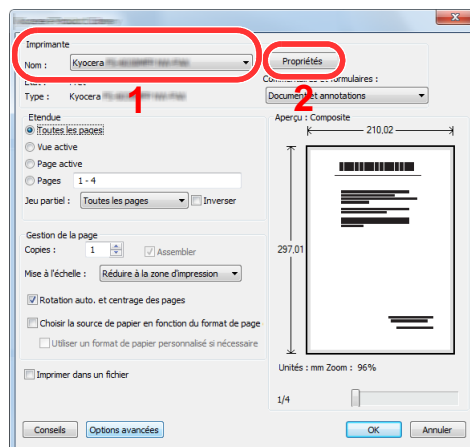 Imprimante
Nom : Kyocera
Propriétés
1
2
Commentaires et formulaires :
Type : Kyocera
Document et annotations
Etendue
Toutes les pages
Vue active
Page active
Pages 1 - 4
Jeu partiel : Toutes les pages Inverser
Aperçu : Composite
210,02
297,01
Gestion de la page
Copies : 1 Assembler
Mise à l'échelle : Réduire à la zone d'impression
Rotation auto. et centrage des pages
Choisir la source de papier en fonction du format de page
Utiliser un format de papier personnalisé si nécessaire
Imprimer dans un fichier
Unités : mm Zoom : 96%
1/4
Conseils
Options avancées
OK
Annuler